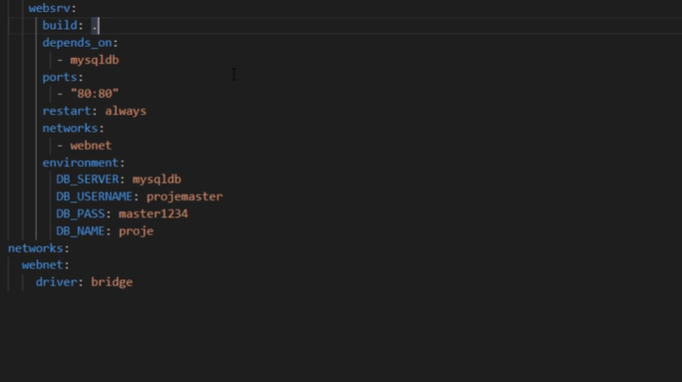 websrv:
build: .
depends_on:
- mysqldb
ports:
- "80:80"
restart: always
networks:
- webnet
environment:
DB_SERVER: mysqldb
DB_USERNAME: projemaster
DB_PASS: master1234
DB_NAME: proje
networks:
webnet:
driver: bridge